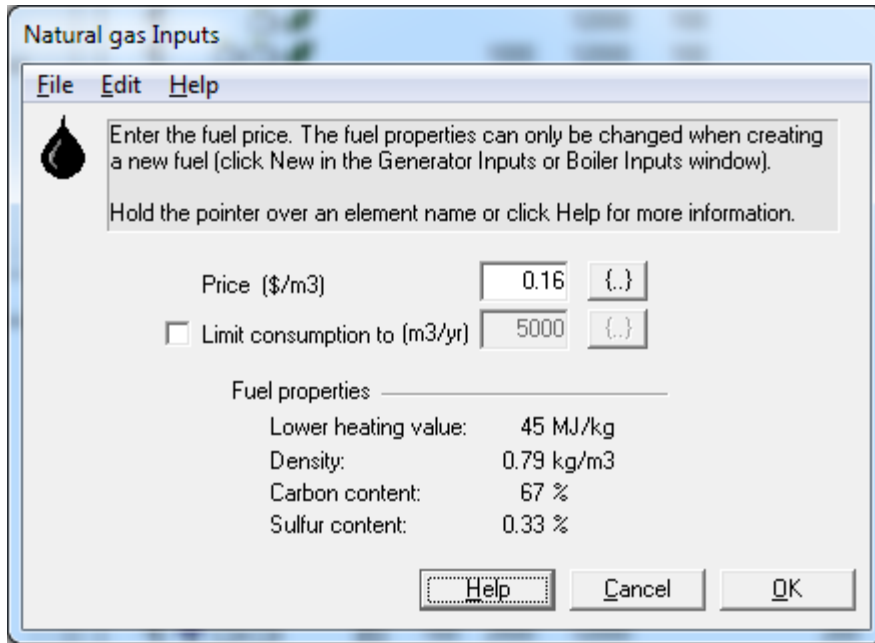 Natural gas Inputs
File Edit Help
Enter the fuel price. The fuel properties can only be changed when creating
a new fuel (click New in the Generator Inputs or Boiler Inputs window).
Hold the pointer over an element name or click Help for more information.
Price ($/m3) 0.16 {..}
Limit consumption to (m3/yr) 5000 {..}
Fuel properties
Lower heating value: 45 MJ/kg
Density: 0.79 kg/m3
Carbon content: 67 %
Sulfur content: 0.33 %
Help Cancel OK